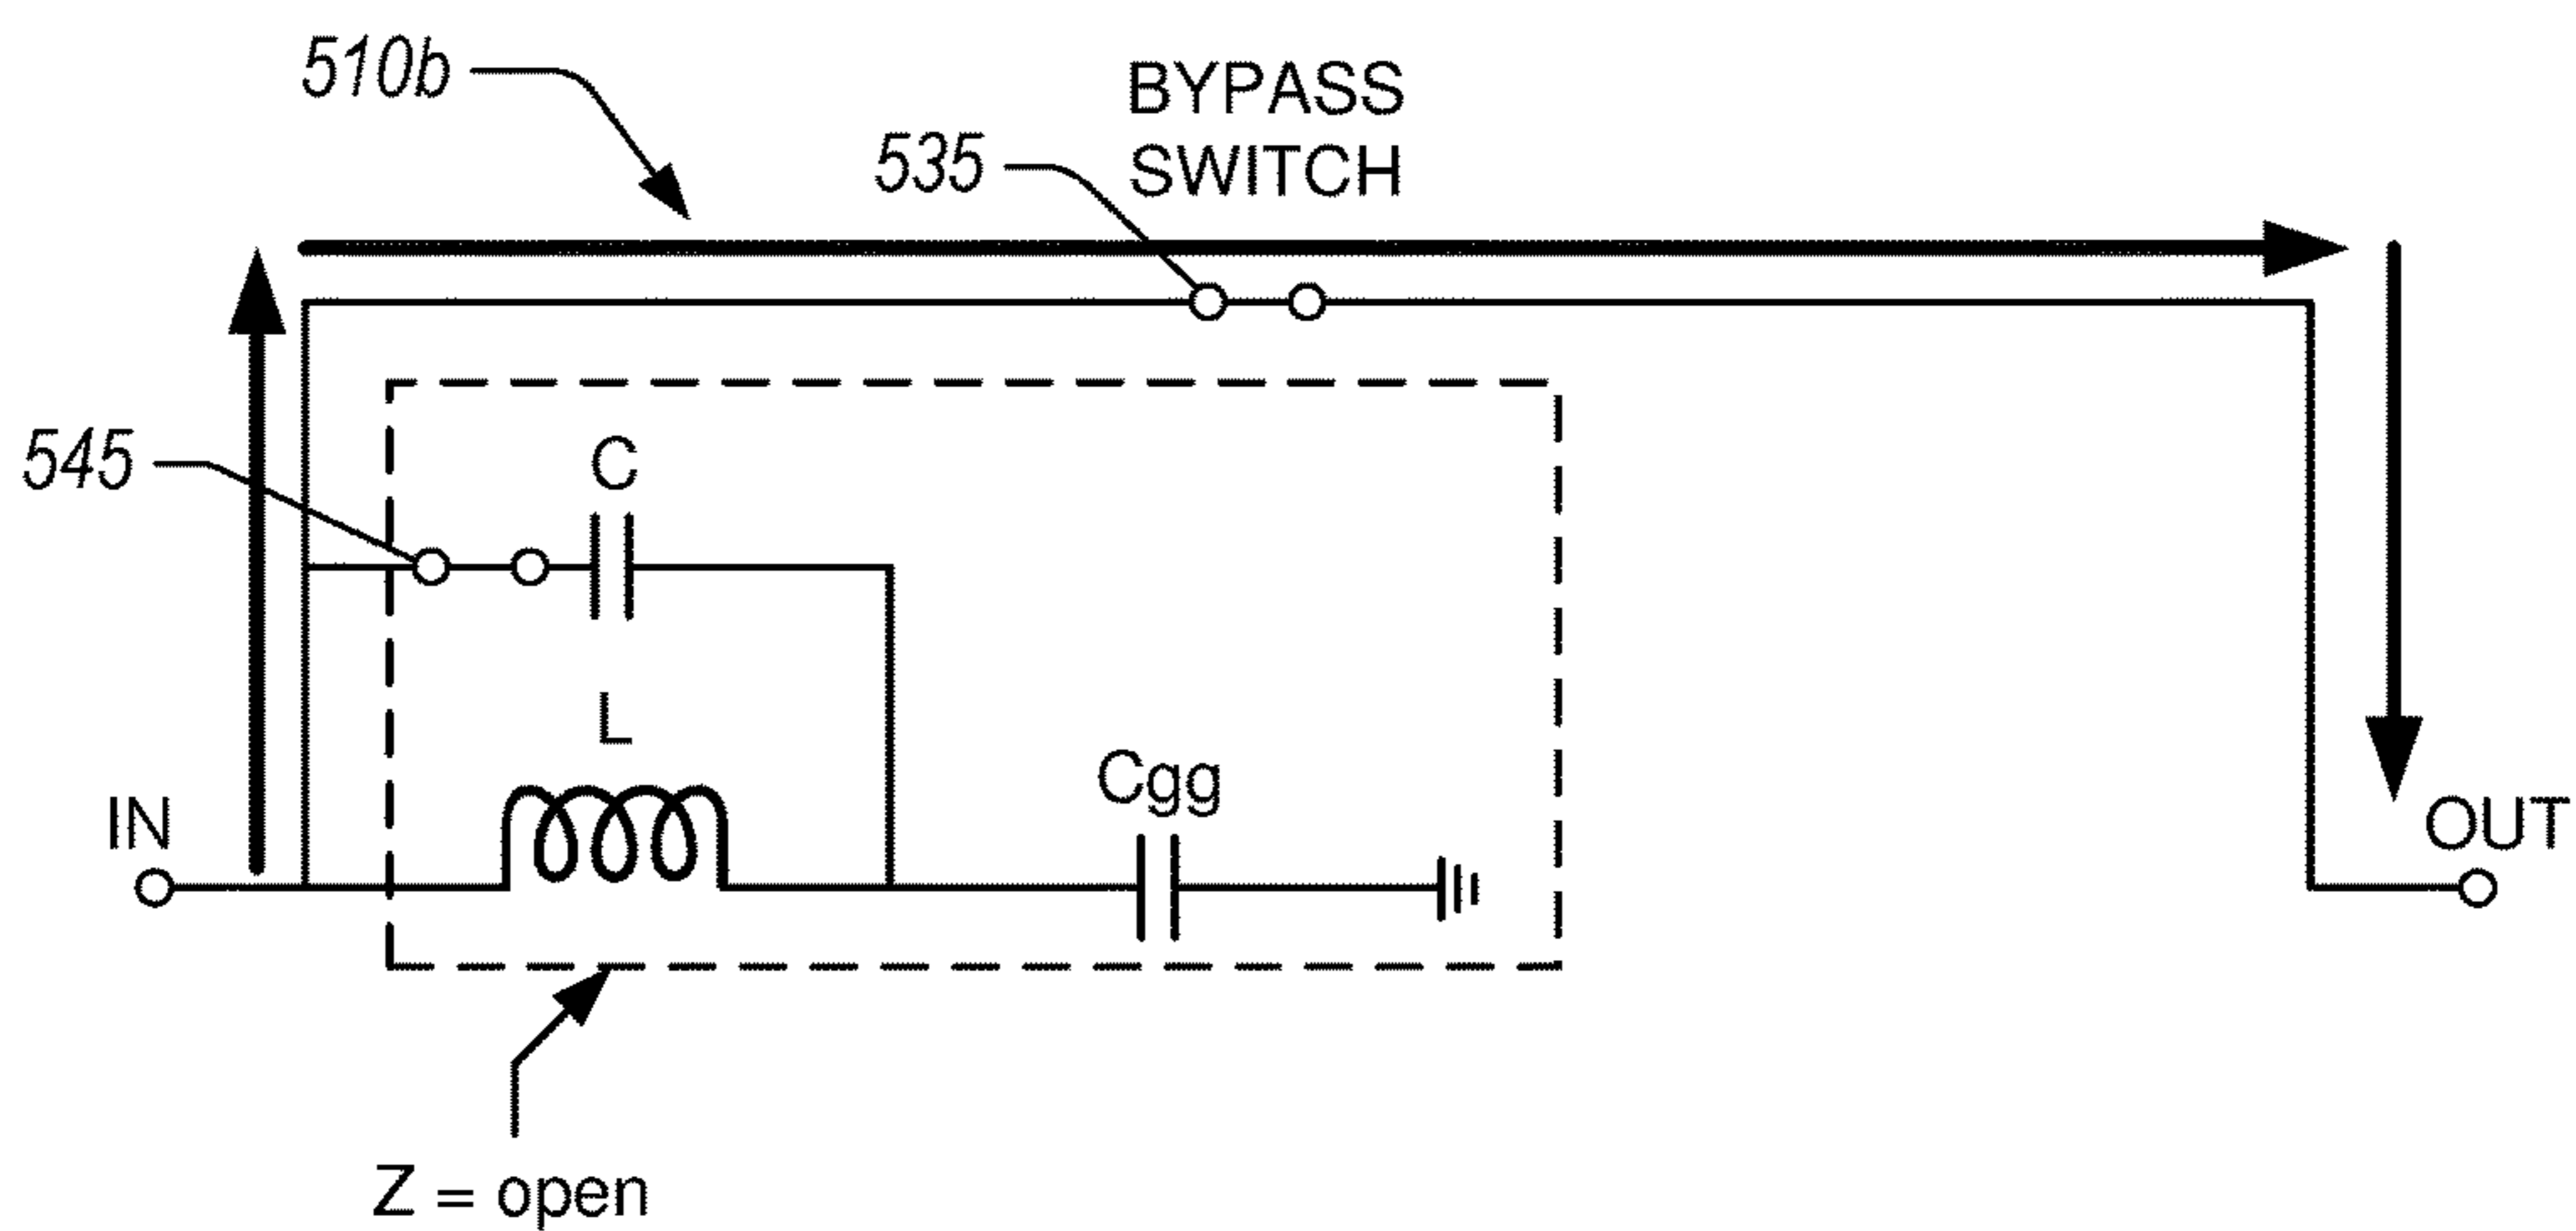 510b
BYPASS
SWITCH
535
545
C
L
Cgg
IN
OUT
Z = open